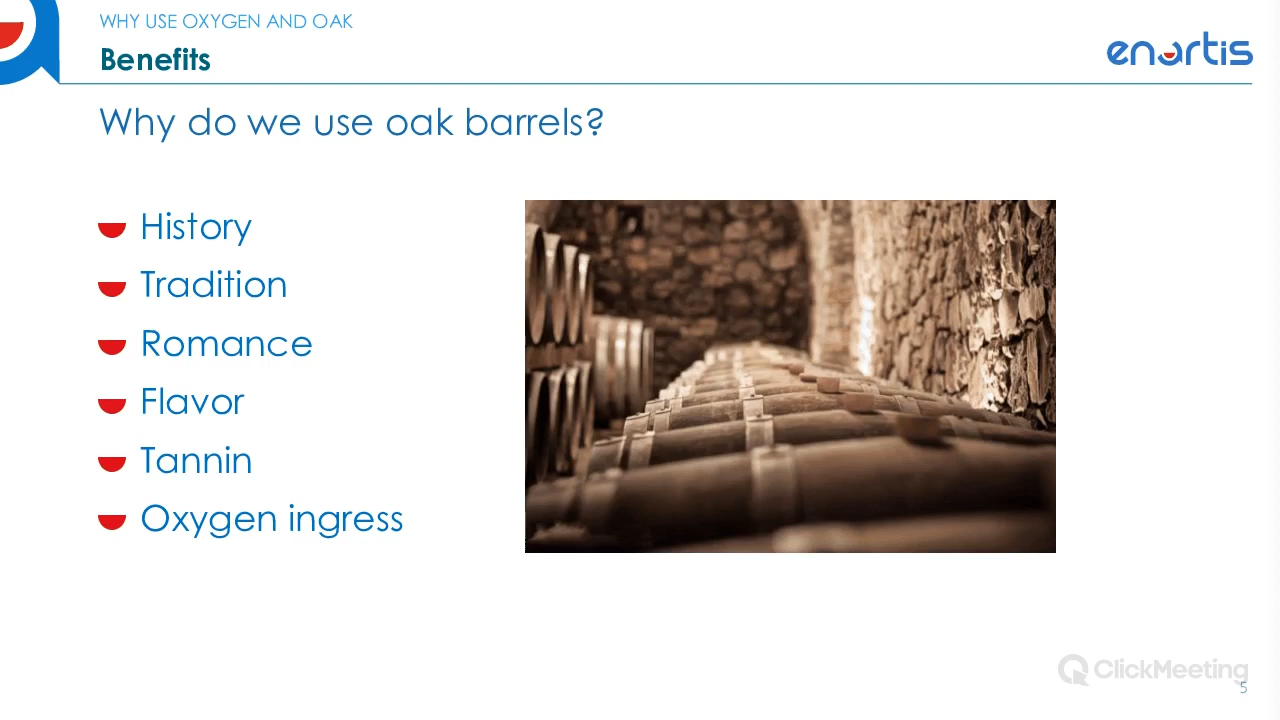 WHY USE OXYGEN AND OAK
Benefits
enartis
Why do we use oak barrels?
History
Tradition
Romance
Flavor
Tannin
Oxygen ingress
ClickMeeting
5